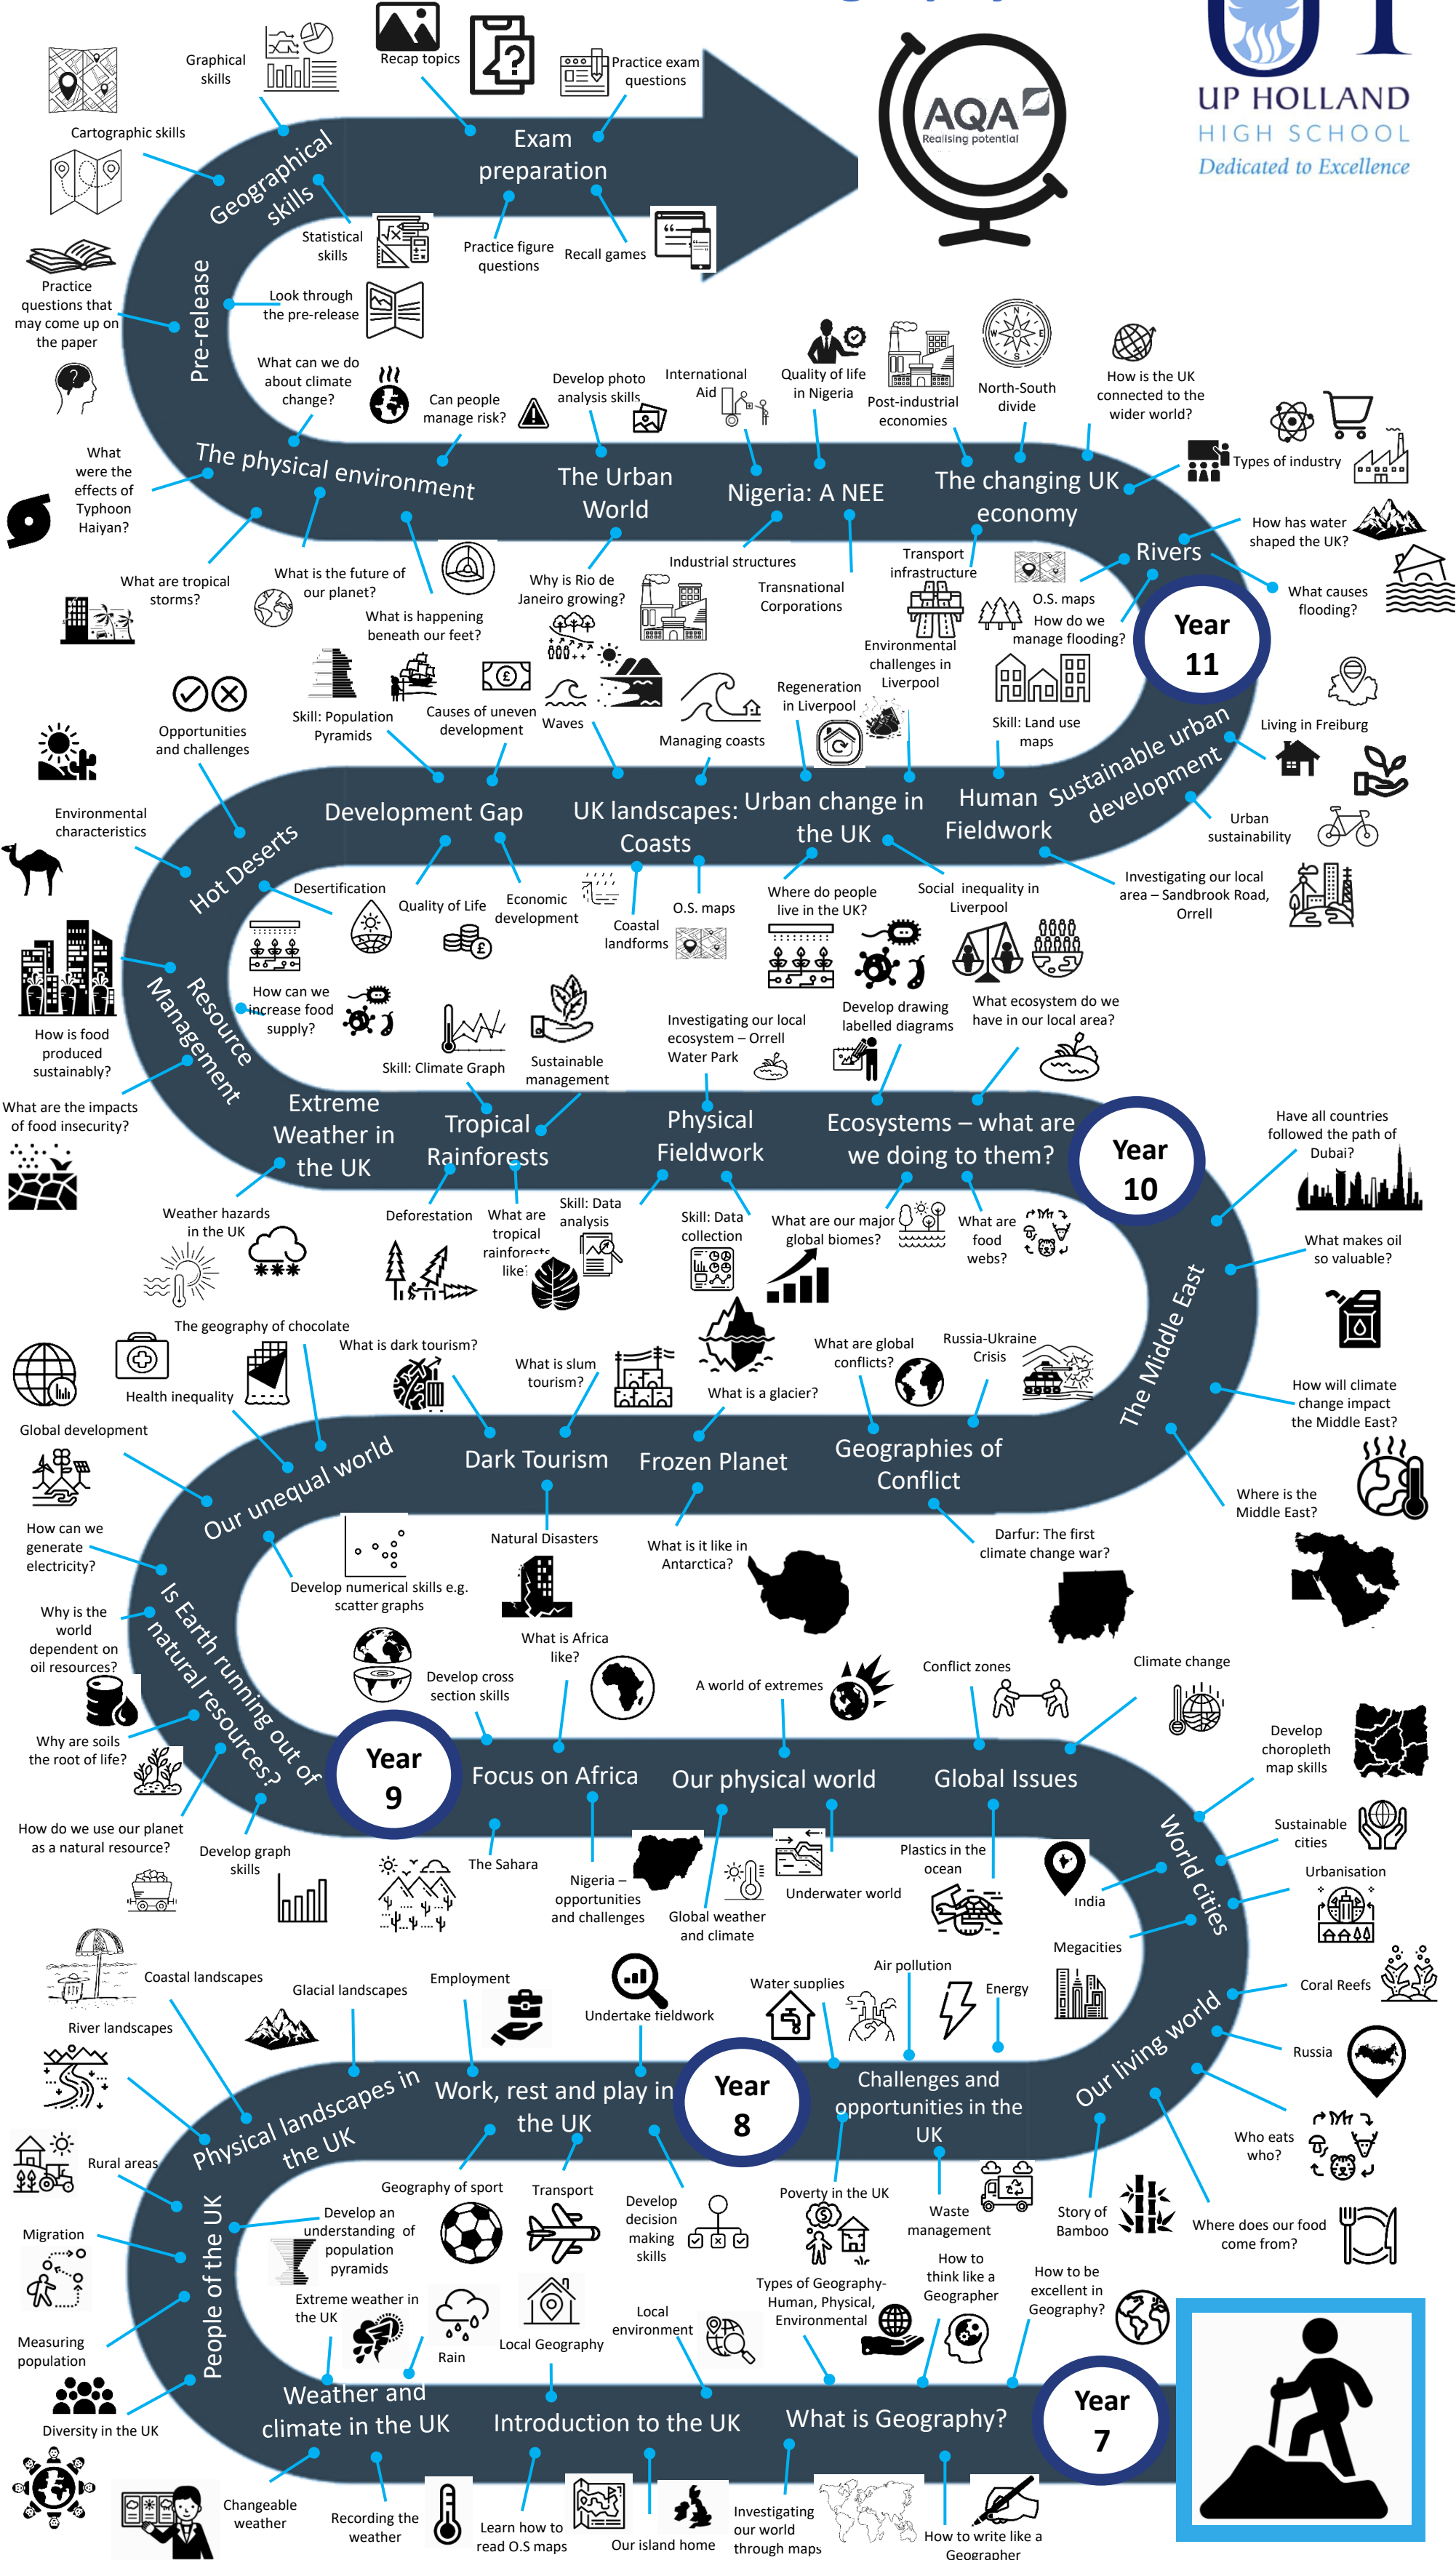 UP HOLLAND
HIGH SCHOOL
Dedicated to Excellence
AQA
Realising potential
Graphical
skills
Recap topics
Practice exam
questions
Cartographic skills
Geographical
skills
Exam
preparation
Statistical
skills
Practice figure
questions
Recall games
Practice
questions that
may come up on
the paper
Pre-release
Look through
the pre-release
What can we do
about climate
change?
Can people
manage risk?
Develop photo
analysis skills
International
Aid
Quality of life
in Nigeria
Post-industrial
economies
North-South
divide
How is the UK
connected to the
wider world?
Types of industry
What
were the
effects of
Typhoon
Haiyan?
The physical environment
The Urban
World
Nigeria: A NEE
The changing UK
economy
Rivers
How has water
shaped the UK?
What causes
flooding?
What are tropical
storms?
What is the future of
our planet?
What is happening
beneath our feet?
Why is Rio de
Janeiro growing?
Industrial structures
Transnational
Corporations
Transport
infrastructure
O.S. maps
How do we
manage flooding?
Year
11
Environmental
challenges in
Liverpool
Regeneration
in Liverpool
Skill: Land use
maps
Living in Freiburg
Opportunities
and challenges
Skill: Population
Pyramids
Causes of uneven
development
Waves
Managing coasts
Sustainable urban
development
Urban
sustainability
Environmental
characteristics
Hot Deserts
Development Gap
UK landscapes:
Coasts
Urban change in
the UK
Human
Fieldwork
Investigating our local
area – Sandbrook Road,
Orrell
Desertification
Quality of Life
Economic
development
Coastal
landforms
O.S. maps
Where do people
live in the UK?
Social inequality in
Liverpool
How is food
produced
sustainably?
Resource
Management
How can we
increase food
supply?
Skill: Climate Graph
Sustainable
management
Investigating our local
ecosystem – Orrell
Water Park
Develop drawing
labelled diagrams
What ecosystem do we
have in our local area?
What are the impacts
of food insecurity?
Extreme
Weather in
the UK
Tropical
Rainforests
Physical
Fieldwork
Ecosystems – what are
we doing to them?
Year
10
Have all countries
followed the path of
Dubai?
Weather hazards
in the UK
Deforestation
What are
tropical
rainforests
like?
Skill: Data
analysis
Skill: Data
collection
What are our major
global biomes?
What are
food
webs?
What makes oil
so valuable?
The Middle East
How will climate
change impact
the Middle East?
Where is the
Middle East?
The geography of chocolate
Health inequality
What is dark tourism?
What is slum
tourism?
What is a glacier?
What are global
conflicts?
Russia-Ukraine
Crisis
Global development
Our unequal world
Dark Tourism
Frozen Planet
Geographies of
Conflict
How can we
generate
electricity?
Develop numerical skills e.g.
scatter graphs
Natural Disasters
What is it like in
Antarctica?
Darfur: The first
climate change war?
Why is the
world
dependent on
oil resources?
Is Earth running out of
natural resources?
Develop cross
section skills
What is Africa
like?
A world of extremes
Conflict zones
Climate change
Why are soils
the root of life?
Year
9
Focus on Africa
Our physical world
Global Issues
Develop
choropleth
map skills
How do we use our planet
as a natural resource?
Develop graph
skills
The Sahara
Nigeria –
opportunities
and challenges
Global weather
and climate
Underwater world
Plastics in the
ocean
India
Megacities
World cities
Sustainable
cities
Urbanisation
Coastal landscapes
Glacial landscapes
Employment
Undertake fieldwork
Water supplies
Air pollution
Energy
Coral Reefs
River landscapes
Physical landscapes in
the UK
Work, rest and play in
the UK
Year
8
Challenges and
opportunities in the
UK
Our living world
Russia
Who eats
who?
Rural areas
Geography of sport
Transport
Develop
decision
making
skills
Poverty in the UK
Waste
management
Story of
Bamboo
Where does our food
come from?
Migration
People of the UK
Develop an
understanding of
population
pyramids
Extreme weather in
the UK
Rain
Local Geography
Local
environment
Types of Geography-
Human, Physical,
Environmental
How to
think like a
Geographer
How to be
excellent in
Geography?
Measuring
population
Diversity in the UK
Weather and
climate in the UK
Introduction to the UK
What is Geography?
Year
7
Changeable
weather
Recording the
weather
Learn how to
read O.S maps
Our island home
Investigating
our world
through maps
How to write like a
Geographer